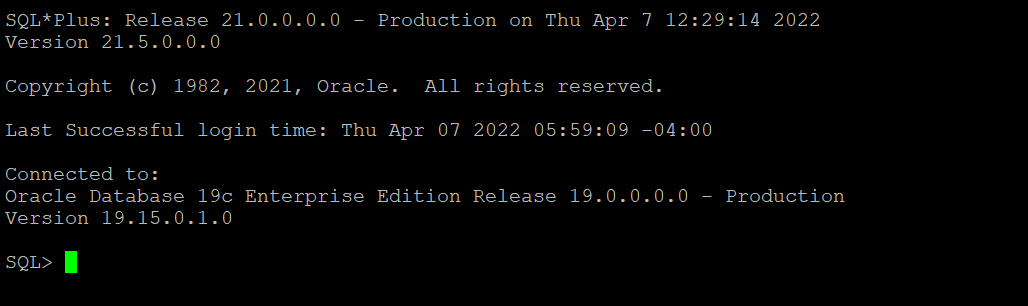 SQL*Plus: Release 21.0.0.0.0 - Production on Thu Apr 7 12:29:14 2022
Version 21.5.0.0.0
Copyright (c) 1982, 2021, Oracle.  All rights reserved.
Last Successful login time: Thu Apr 07 2022 05:59:09 -04:00
Connected to:
Oracle Database 19c Enterprise Edition Release 19.0.0.0.0 - Production
Version 19.15.0.1.0
SQL>